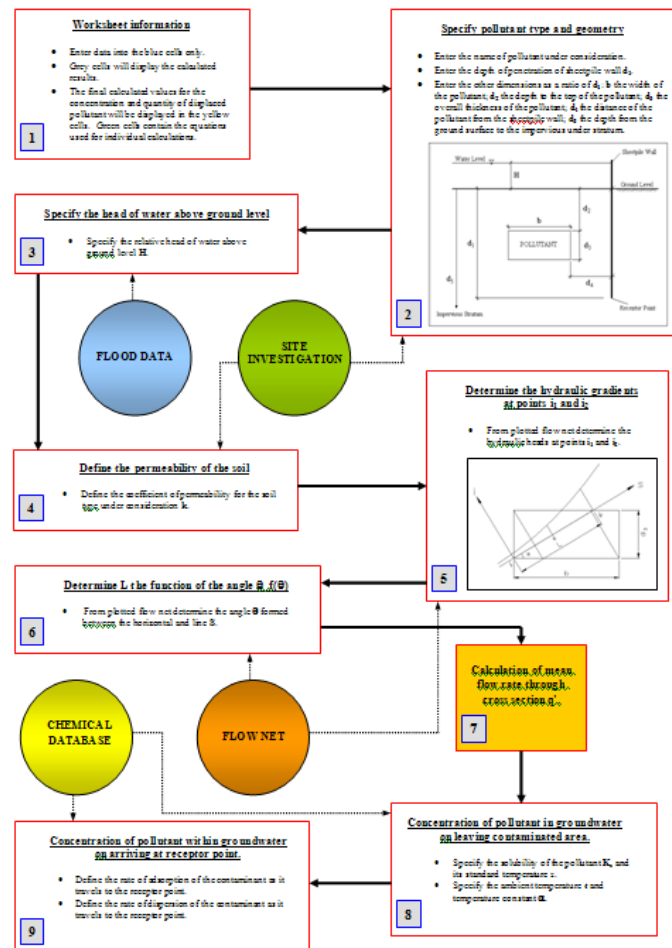 Worksheet information
• Enter data into the blue cells only.
• Grey cells will display the calculated
results.
• The final calculated values for the
concentration and quantity of displaced
pollutant will be displayed in the yellow
cells. Green cells contain the equations
used for individual calculations.
1
Specify pollutant type and geometry
• Enter the name of pollutant under consideration.
• Enter the depth of penetration of sheetpile wall d₁.
• Enter the other dimensions as a ratio of d₁: b the width of
the pollutant; d₂ the depth to the top of the pollutant; d₃ the
overall thickness of the pollutant; d₄ the distance of the
pollutant from the sheetpile wall; d₅ the depth from the
ground surface to the impervious under stratum.
Sheetpile Wall
Water Level
H
Ground Level
d₂
b
d₁
POLLUTANT
d₃
d₄
d₅
Receptor Point
Impervious Stratum
2
Specify the head of water above ground level
• Specify the relative head of water above
ground level H.
3
FLOOD DATA
SITE
INVESTIGATION
Define the permeability of the soil
• Define the coefficient of permeability for the soil
type under consideration k.
4
Determine the hydraulic gradients
at points i₁ and i₂
• From plotted flow net determine the
hydraulic heads at points i₁ and i₂.
5
Determine L the function of the angle θ, f(θ)
• From plotted flow net determine the angle θ formed
between the horizontal and line S.
6
Calculation of mean
flow rate through
cross section q'.
7
CHEMICAL
DATABASE
FLOW NET
Concentration of pollutant in groundwater
on leaving contaminated area.
• Specify the solubility of the pollutant Kₛ and
its standard temperature s.
• Specify the ambient temperature t and
temperature constant α.
8
Concentration of pollutant within groundwater
on arriving at receptor point.
• Define the rate of adsorption of the contaminant as it
travels to the receptor point.
• Define the rate of dispersion of the contaminant as it
travels to the receptor point.
9